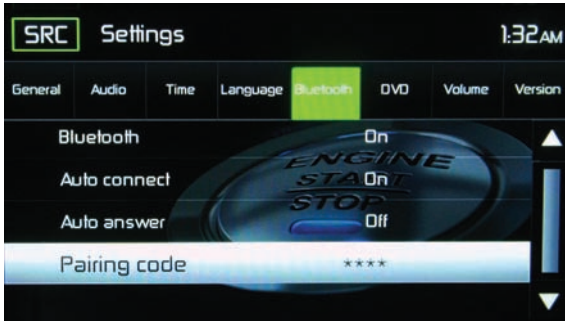 SRC Settings 1:32AM
General Audio Time Language Bluetooth DVD Volume Version
Bluetooth On
ENGINE
Auto connect On
START
STOP
Auto answer Off
Pairing code ****